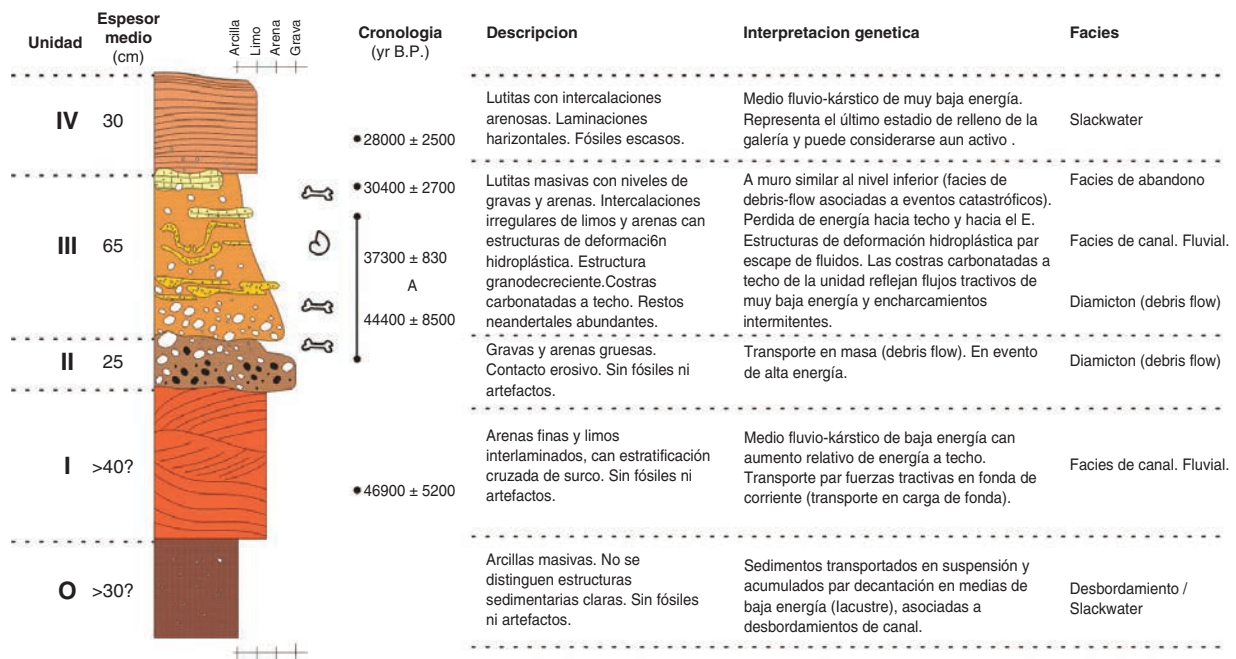 Unidad
Espesor
medio
(cm)
Arcilla
Limo
Arena
Grava
Cronologia
(yr B.P.)
Descripcion
Interpretacion genetica
Facies
IV
30
28000 ± 2500
Lutitas con intercalaciones
arenosas. Laminaciones
harizontales. Fósiles escasos.
Medio fluvio-kárstico de muy baja energía.
Representa el último estadio de relleno de la
galería y puede considerarse aun activo .
Slackwater
III
65
30400 ± 2700
37300 ± 830
A
44400 ± 8500
Lutitas masivas con niveles de
gravas y arenas. Intercalaciones
irregulares de limos y arenas can
estructuras de deformaci6n
hidroplástica. Estructura
granodecreciente.Costras
carbonatadas a techo. Restos
neandertales abundantes.
A muro similar al nivel inferior (facies de
debris-flow asociadas a eventos catastróficos).
Perdida de energía hacia techo y hacia el E.
Estructuras de deformación hidroplástica par
escape de fluidos. Las costras carbonatadas a
techo de la unidad reflejan flujos tractivos de
muy baja energía y encharcamientos
intermitentes.
Facies de abandono
Facies de canal. Fluvial.
Diamicton (debris flow)
II
25
Gravas y arenas gruesas.
Contacto erosivo. Sin fósiles ni
artefactos.
Transporte en masa (debris flow). En evento
de alta energía.
Diamicton (debris flow)
I
>40?
46900 ± 5200
Arenas finas y limos
interlaminados, can estratificación
cruzada de surco. Sin fósiles ni
artefactos.
Medio fluvio-kárstico de baja energía can
aumento relativo de energía a techo.
Transporte par fuerzas tractivas en fonda de
corriente (transporte en carga de fonda).
Facies de canal. Fluvial.
O
>30?
Arcillas masivas. No se
distinguen estructuras
sedimentarias claras. Sin fósiles
ni artefactos.
Sedimentos transportados en suspensión y
acumulados par decantación en medias de
baja energía (lacustre), asociadas a
desbordamientos de canal.
Desbordamiento /
Slackwater